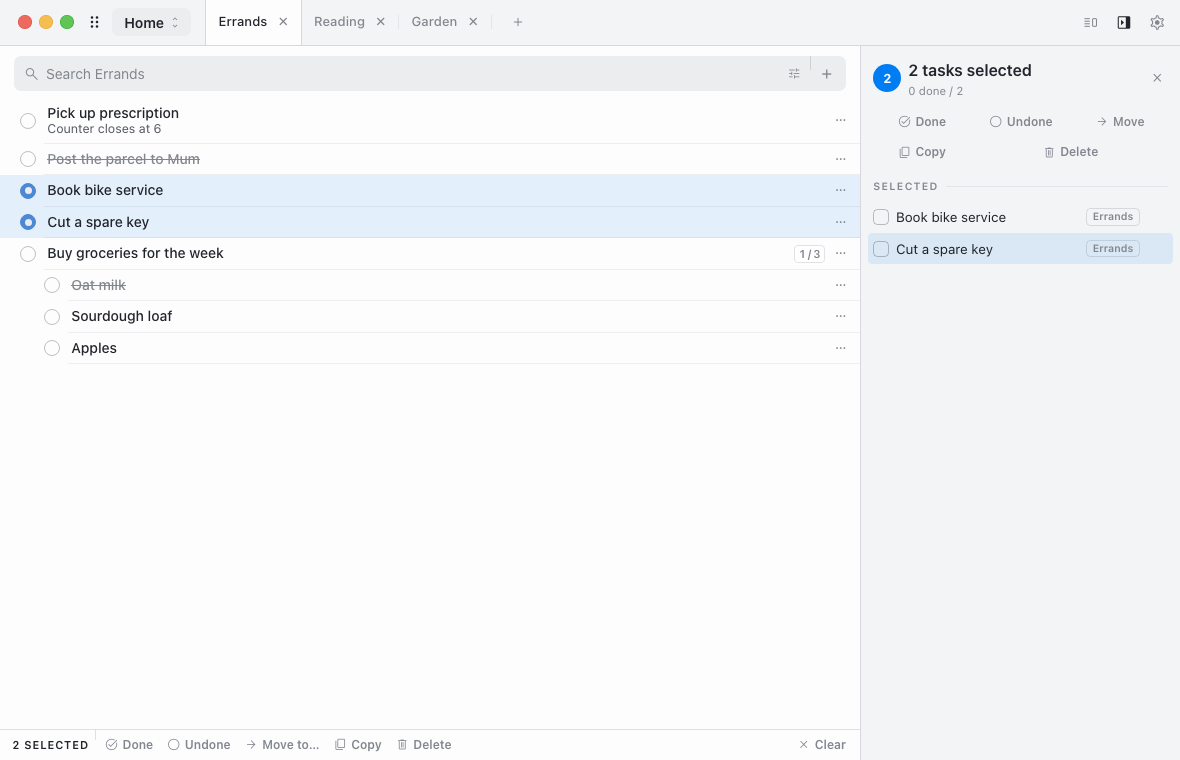 Home Errands Reading Garden
Search Errands
Pick up prescription
Counter closes at 6
Post the parcel to Mum
Book bike service
Cut a spare key
Buy groceries for the week 1 / 3
Oat milk
Sourdough loaf
Apples
2 SELECTED Done Undone Move to... Copy Delete Clear
2 2 tasks selected
0 done / 2
Done Undone Move
Copy Delete
SELECTED
Book bike service Errands
Cut a spare key Errands